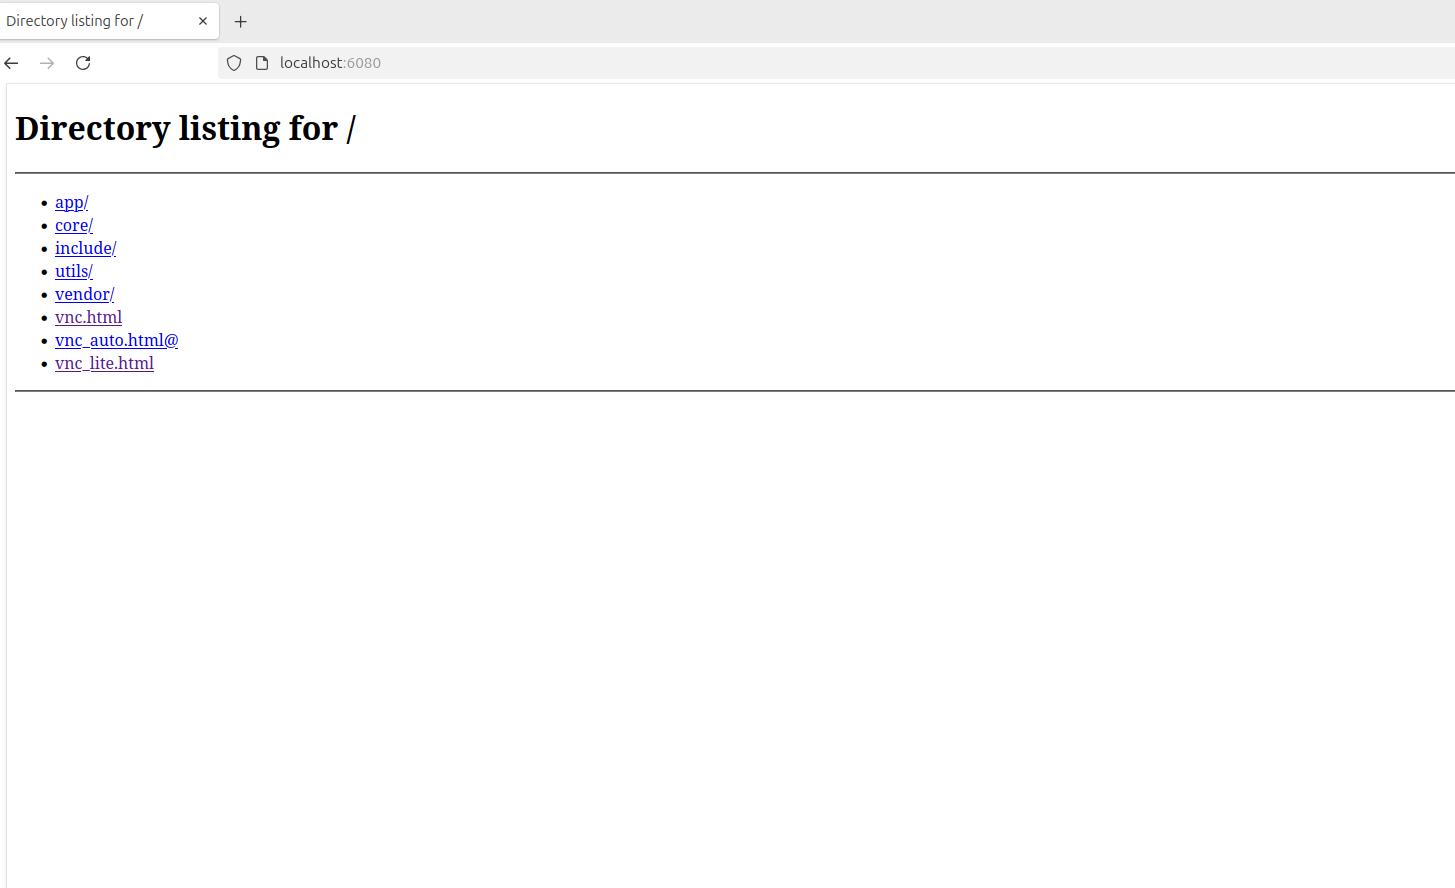 Directory listing for /
localhost:6080
Directory listing for /
app/
core/
include/
utils/
vendor/
vnc.html
vnc_auto.html@
vnc_lite.html